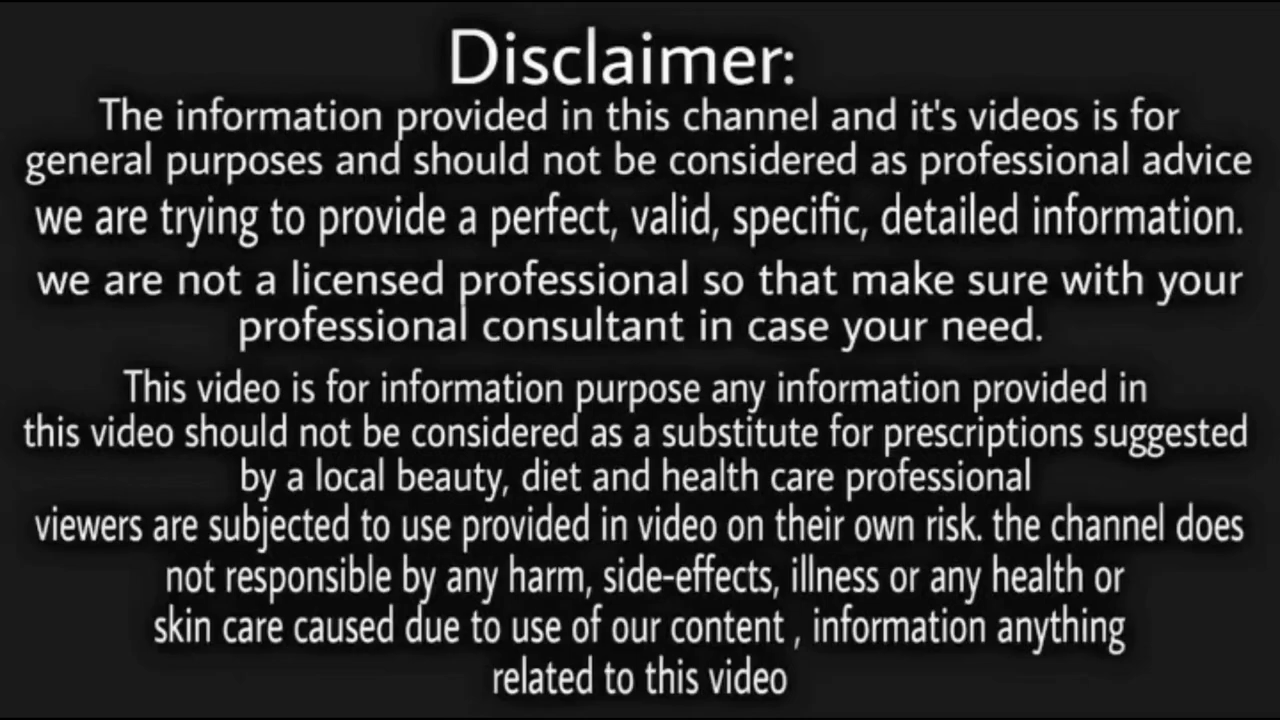 Disclaimer:
The information provided in this channel and it's videos is for
general purposes and should not be considered as professional advice
we are trying to provide a perfect, valid, specific, detailed information.
we are not a licensed professional so that make sure with your
professional consultant in case your need.
This video is for information purpose any information provided in
this video should not be considered as a substitute for prescriptions suggested
by a local beauty, diet and health care professional
viewers are subjected to use provided in video on their own risk. the channel does
not responsible by any harm, side-effects, illness or any health or
skin care caused due to use of our content , information anything
related to this video